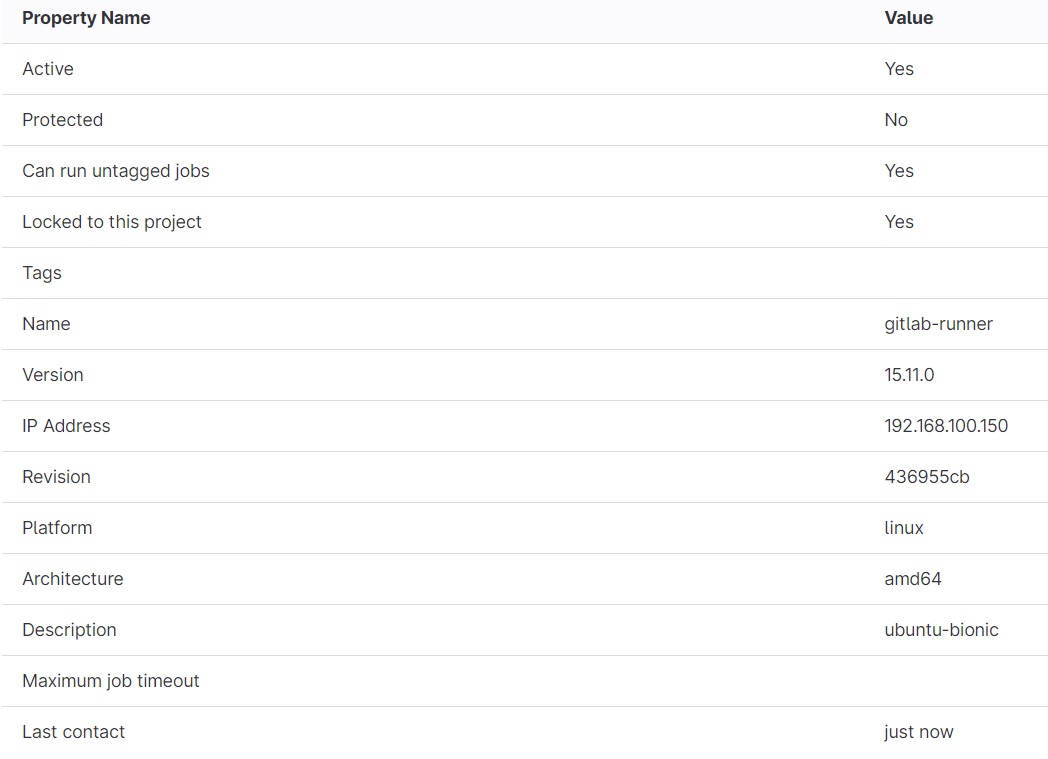 Property Name Value
Active Yes
Protected No
Can run untagged jobs Yes
Locked to this project Yes
Tags
Name gitlab-runner
Version 15.11.0
IP Address 192.168.100.150
Revision 436955cb
Platform linux
Architecture amd64
Description ubuntu-bionic
Maximum job timeout
Last contact just now